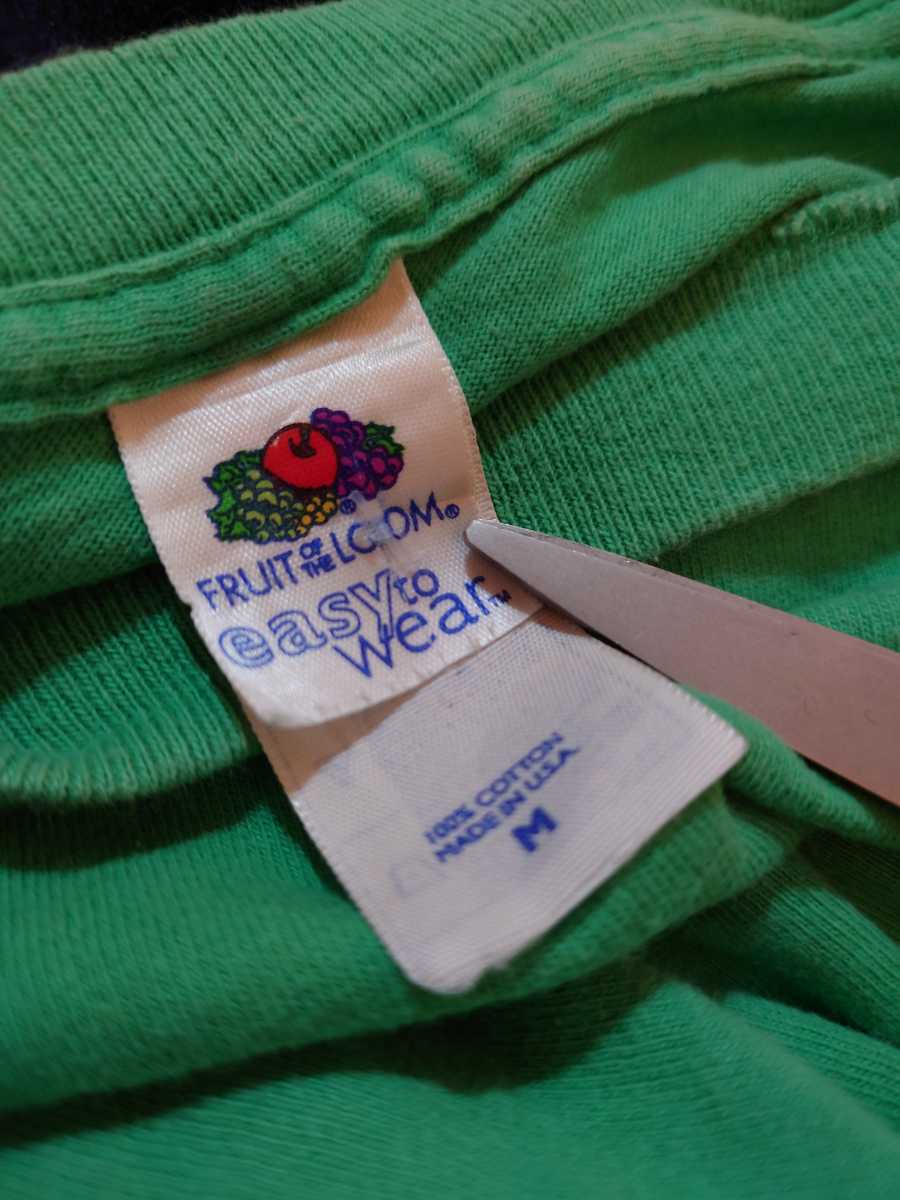 FRUIT OF THE LOOM®
easy to wear™
100% COTTON
MADE IN U.S.A.
M